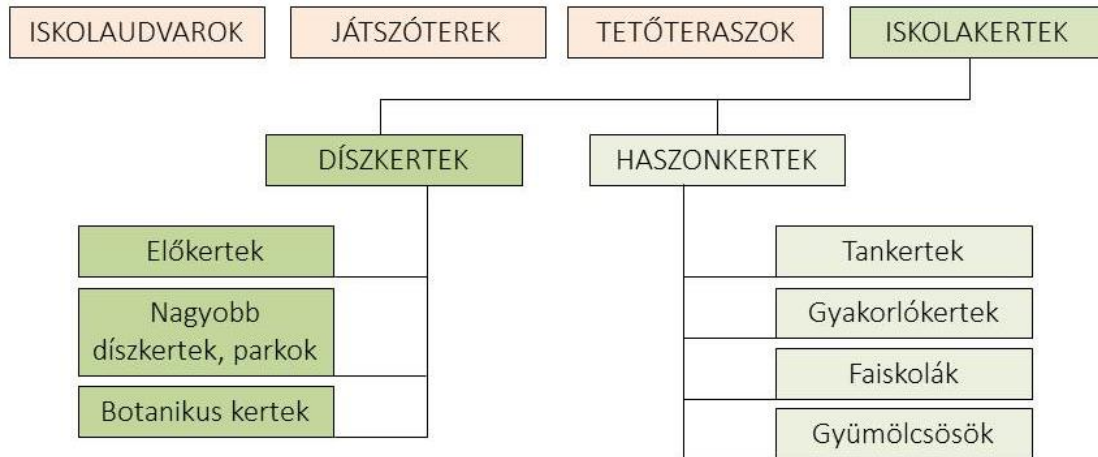 ISKOLAUDVAROK
JÁTSZÓTEREK
TETŐTERASZOK
ISKOLAKERTEK
DÍSZKERTEK
HASZONKERTEK
Előkertek
Nagyobb
díszkertek, parkok
Botanikus kertek
Tankertek
Gyakorlókertek
Faiskolák
Gyümölcsösök